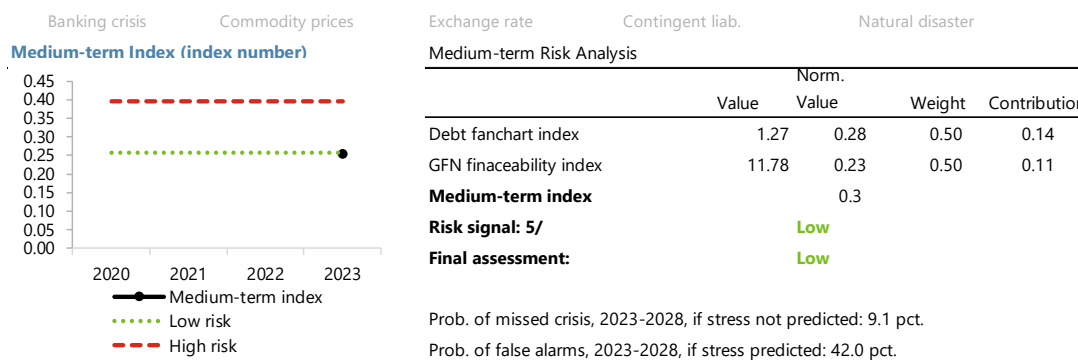 Banking crisis Commodity prices Exchange rate Contingent liab. Natural disaster
Medium-term Index (index number)
0.45
0.40
0.35
0.30
0.25
0.20
0.15
0.10
0.05
0.00
2020 2021 2022 2023
Medium-term index
Low risk
High risk
Medium-term Risk Analysis
Value Norm. Value Weight Contribution
Debt fanchart index 1.27 0.28 0.50 0.14
GFN finaceability index 11.78 0.23 0.50 0.11
Medium-term index 0.3
Risk signal: 5/ Low
Final assessment: Low
Prob. of missed crisis, 2023-2028, if stress not predicted: 9.1 pct.
Prob. of false alarms, 2023-2028, if stress predicted: 42.0 pct.